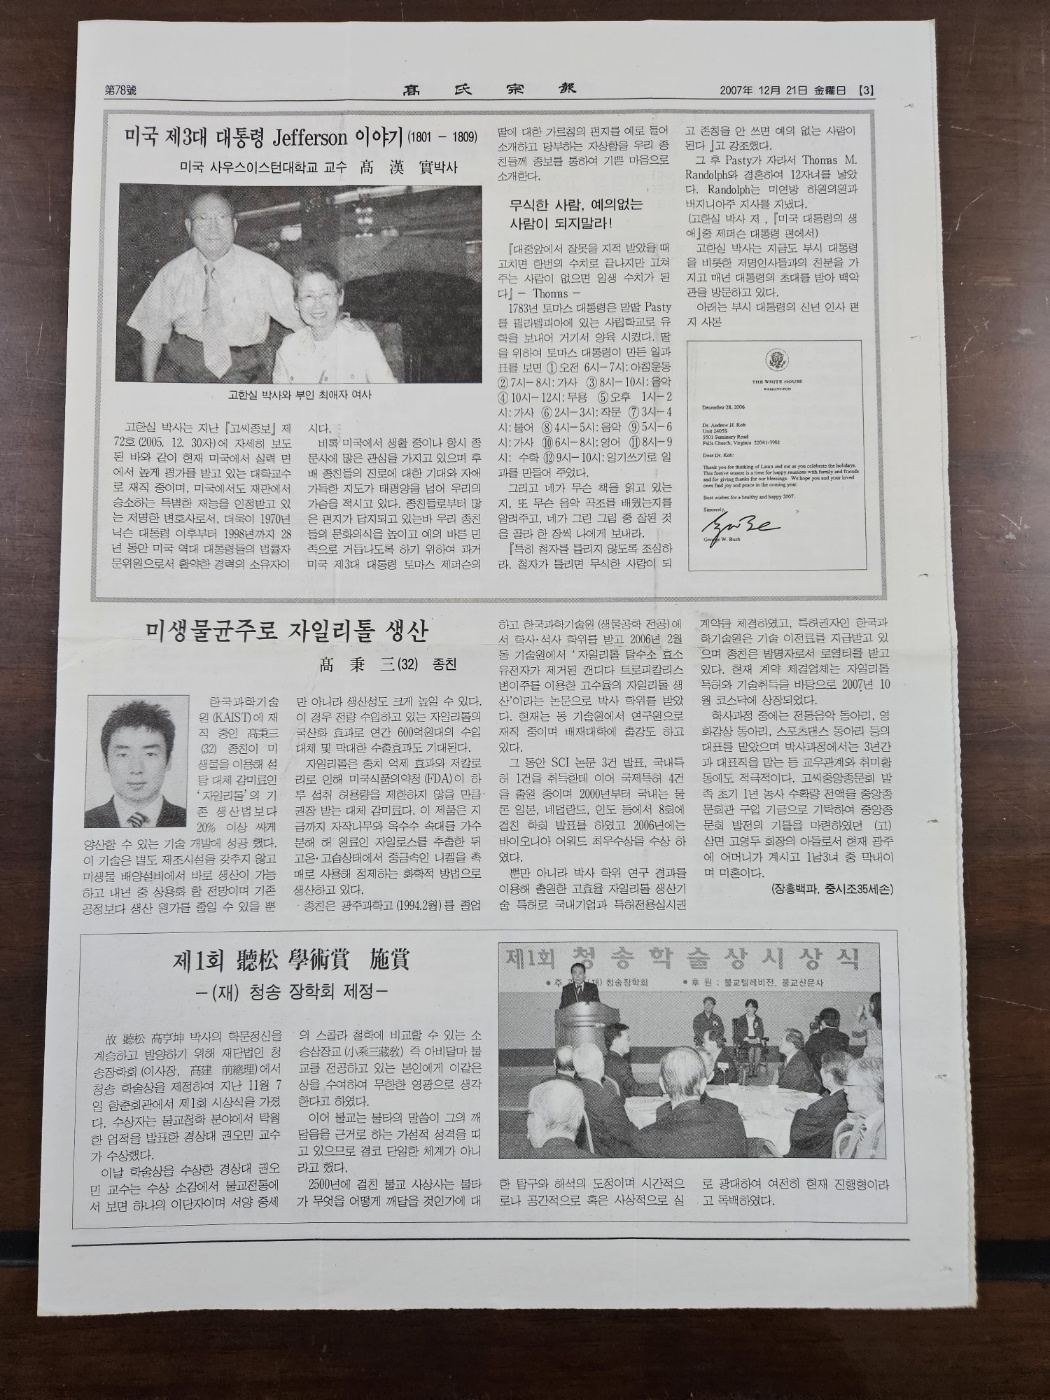 第78號
高氏宗報
2007年 12月 21日 金曜日 【3】
미국 제3대 대통령 Jefferson 이야기 (1801 - 1809)
미국 사우스이스턴대학교 교수 高 漢 實박사
고한실 박사와 부인 최애자 여사
고한실 박사는 지난 『고씨종보』 제
72호(2005. 12. 30자)에 자세히 보도
된 바와 같이 현재 미국에서 실력 면
에서 높게 평가를 받고 있는 대학교수
로 재직 중이며, 미국에서도 재판에서
승소하는 특별한 재능을 인정받고 있
는 저명한 변호사로서, 더욱이 1970년
닉슨 대통령 이후부터 1998년까지 28
년 동안 미국 역대 대통령들의 법률자
문위원으로서 활약한 경력의 소유자이
시다.
비록 미국에서 생활 중이나 항시 종
문사에 많은 관심을 가지고 있으며 후
배 종친들의 진로에 대한 기대와 자애
가득한 지도가 태평양을 넘어 우리의
가슴을 적시고 있다. 종친들로부터 많
은 편지가 답지되고 있는바 우리 종친
들의 문화의식을 높이고 예의 바른 민
족으로 거듭나도록 하기 위하여 과거
미국 제3대 대통령 토마스 제퍼슨의
딸에 대한 가르침의 편지를 예로 들어
소개하고 당부하는 자상함을 우리 종
친들께 종보를 통하여 기쁜 마음으로
소개한다.
무식한 사람, 예의없는
사람이 되지말라!
『대중앞에서 잘못을 지적 받았을 때
고치면 한번의 수치로 끝나지만 고쳐
주는 사람이 없으면 일생 수치가 된
다』 - Thomas -
1783년 토마스 대통령은 맏딸 Pasty
를 필라델피아에 있는 사립학교로 유
학을 보내어 거기서 양육 시켰다. 딸
을 위하여 토마스 대통령이 만든 일과
표를 보면 ①오전 6시-7시: 아침운동
②7시-8시: 가사 ③8시-10시: 음악
④10시-12시: 무용 ⑤오후 1시-2
시: 가사 ⑥2시-3시: 작문 ⑦3시-4
시: 불어 ⑧4시-5시: 음악 ⑨5시-6
시: 가사 ⑩6시-8시: 영어 ⑪8시-9
시: 수학 ⑫9시-10시: 읽기쓰기로 일
과를 만들어 주었다.
그리고 네가 무슨 책을 읽고 있는
지, 또 무슨 음악 곡조를 배웠는지를
알려주고, 네가 그린 그림 중 잘된 것
을 골라 한 장씩 나에게 보내라.
『특히 철자를 틀리지 않도록 조심하
라. 철자가 틀리면 무식한 사람이 되
고 존칭을 안 쓰면 예의 없는 사람이
된다』고 강조했다.
그 후 Pasty가 자라서 Thomas M.
Randolph와 결혼하여 12자녀를 낳았
다. Randolph는 미연방 하원의원과
버지니아주 지사를 지냈다.
(고한실 박사 저, 『미국 대통령의 생
애』중 제퍼슨 대통령 편에서)
고한실 박사는 지금도 부시 대통령
을 비롯한 저명인사들과의 친분을 가
지고 매년 대통령의 초대를 받아 백악
관을 방문하고 있다.
아래는 부시 대통령의 신년 인사 편
지 사본
THE WHITE HOUSE
WASHINGTON
December 28, 2006
Dr. Andrew H. Koh
Unit 2405S
3501 Seminary Road
Falls Church, Virginia 22041-
Dear Dr. Koh:
Thank you for thinking of Laura and me as you celebrate the holidays.
This festive season is a time for happy reunions with family and friends
and for giving thanks for our blessings. We hope you and your loved
ones find joy and peace in the coming year.
Best wishes for a healthy and happy 2007.
Sincerely,
George W. Bush
미생물균주로 자일리톨 생산
高 秉 三(32) 종친
한국과학기술
원(KAIST)에 재
직 중인 高秉三
(32) 종친이 미
생물을 이용해 설
탕 대체 감미료인
'자일리톨'의 기
존 생산법보다
20% 이상 싸게
양산할 수 있는 기술 개발에 성공 했다.
이 기술은 별도 제조시설을 갖추지 않고
미생물 배양설비에서 바로 생산이 가능
하고 내년 중 상용화 할 전망이며 기존
공정보다 생산 원가를 줄일 수 있을 뿐
만 아니라 생산성도 크게 높일 수 있다.
이 경우 전량 수입하고 있는 자일리톨의
국산화 효과로 연간 600억원대의 수입
대체 및 막대한 수출효과도 기대된다.
자일리톨은 충치 억제 효과와 저칼로
리로 인해 미국식품의약청(FDA)이 하
루 섭취 허용량을 제한하지 않을 만큼
권장 받는 대체 감미료다. 이 제품은 지
금까지 자작나무와 옥수수 속대를 가수
분해 해 원료인 자일로스를 추출한 뒤
고온·고습상태에서 중금속인 니켈을 촉
매로 사용해 정제하는 화학적 방법으로
생산하고 있다.
종친은 광주과학고(1994.2월)를 졸업
하고 한국과학기술원(생물공학 전공)에
서 학사·석사 학위를 받고 2006년 2월
동 기술원에서 '자일리톨 탈수소 효소
유전자가 제거된 캔디다 트로피칼리스
변이주를 이용한 고수율의 자일리톨 생
산'이라는 논문으로 박사 학위를 받았
다. 현재는 동 기술원에서 연구원으로
재직 중이며 배재대학에 출강도 하고
있다.
그 동안 SCI 논문 3건 발표, 국내특
허 1건을 취득한데 이어 국제특허 4건
을 출원 중이며 2000년부터 국내는 물
론 일본, 네덜란드, 인도 등에서 8회에
걸친 학회 발표를 하였고 2006년에는
바이오니아 어워드 최우수상을 수상 하
였다.
뿐만 아니라 박사 학위 연구 결과를
이용해 출원한 고효율 자일리톨 생산기
술 특허로 국내기업과 특허전용실시권
계약을 체결하였고, 특허권자인 한국과
학기술원은 기술 이전료를 지급받고 있
으며 종친은 발명자로서 로열티를 받고
있다. 현재 계약 체결업체는 자일리톨
특허와 기술취득을 바탕으로 2007년 10
월 코스닥에 상장되었다.
학사과정 중에는 전통음악 동아리, 영
화감상 동아리, 스포츠댄스 동아리 등의
대표를 맡았으며 박사과정에서는 3년간
과 대표직을 맡는 등 교우관계와 취미활
동에도 적극적이다. 고씨중앙종문회 발
족 초기 1년 농사 수확량 전액을 중앙종
문회관 구입 기금으로 기탁하여 중앙종
문회 발전의 기틀을 마련하였던 (고)
삼면 고영두 회장의 아들로서 현재 광주
에 어머니가 계시고 1남3녀 중 막내이
며 미혼이다.
(장흥백파, 중시조35세손)
제1회 聽松 學術賞 施賞
-(재) 청송 장학회 제정-
故 聽松 高亨坤 박사의 학문정신을
계승하고 발양하기 위해 재단법인 청
송장학회(이사장, 高建 前總理)에서
청송 학술상을 제정하여 지난 11월 7
일 함춘회관에서 제1회 시상식을 가졌
다. 수상자는 불교철학 분야에서 탁월
한 업적을 발표한 경상대 권오민 교수
가 수상했다.
이날 학술상을 수상한 경상대 권오
민 교수는 수상 소감에서 불교전통에
서 보면 하나의 이단자이며 서양 중세
의 스콜라 철학에 비교할 수 있는 소
승삼장교(小乘三藏敎) 즉 아비달마 불
교를 전공하고 있는 본인에게 이같은
상을 수여하여 무한한 영광으로 생각
한다고 하였다.
이어 불교는 불타의 말씀이 그의 깨
달음을 근거로 하는 가설적 성격을 띠
고 있으므로 결코 단일한 체계가 아니
라고 했다.
2500년에 걸친 불교 사상사는 불타
가 무엇을 어떻게 깨달을 것인가에 대
제1회 청송학술상시상식
● 주 (재) 청송장학회 ● 후 원 : 불교텔레비전, 불교신문사
한 탐구와 해석의 도정이며 시간적으
로나 공간적으로 혹은 사상적으로 실
로 광대하여 여전히 현재 진행형이라
고 독백하였다.